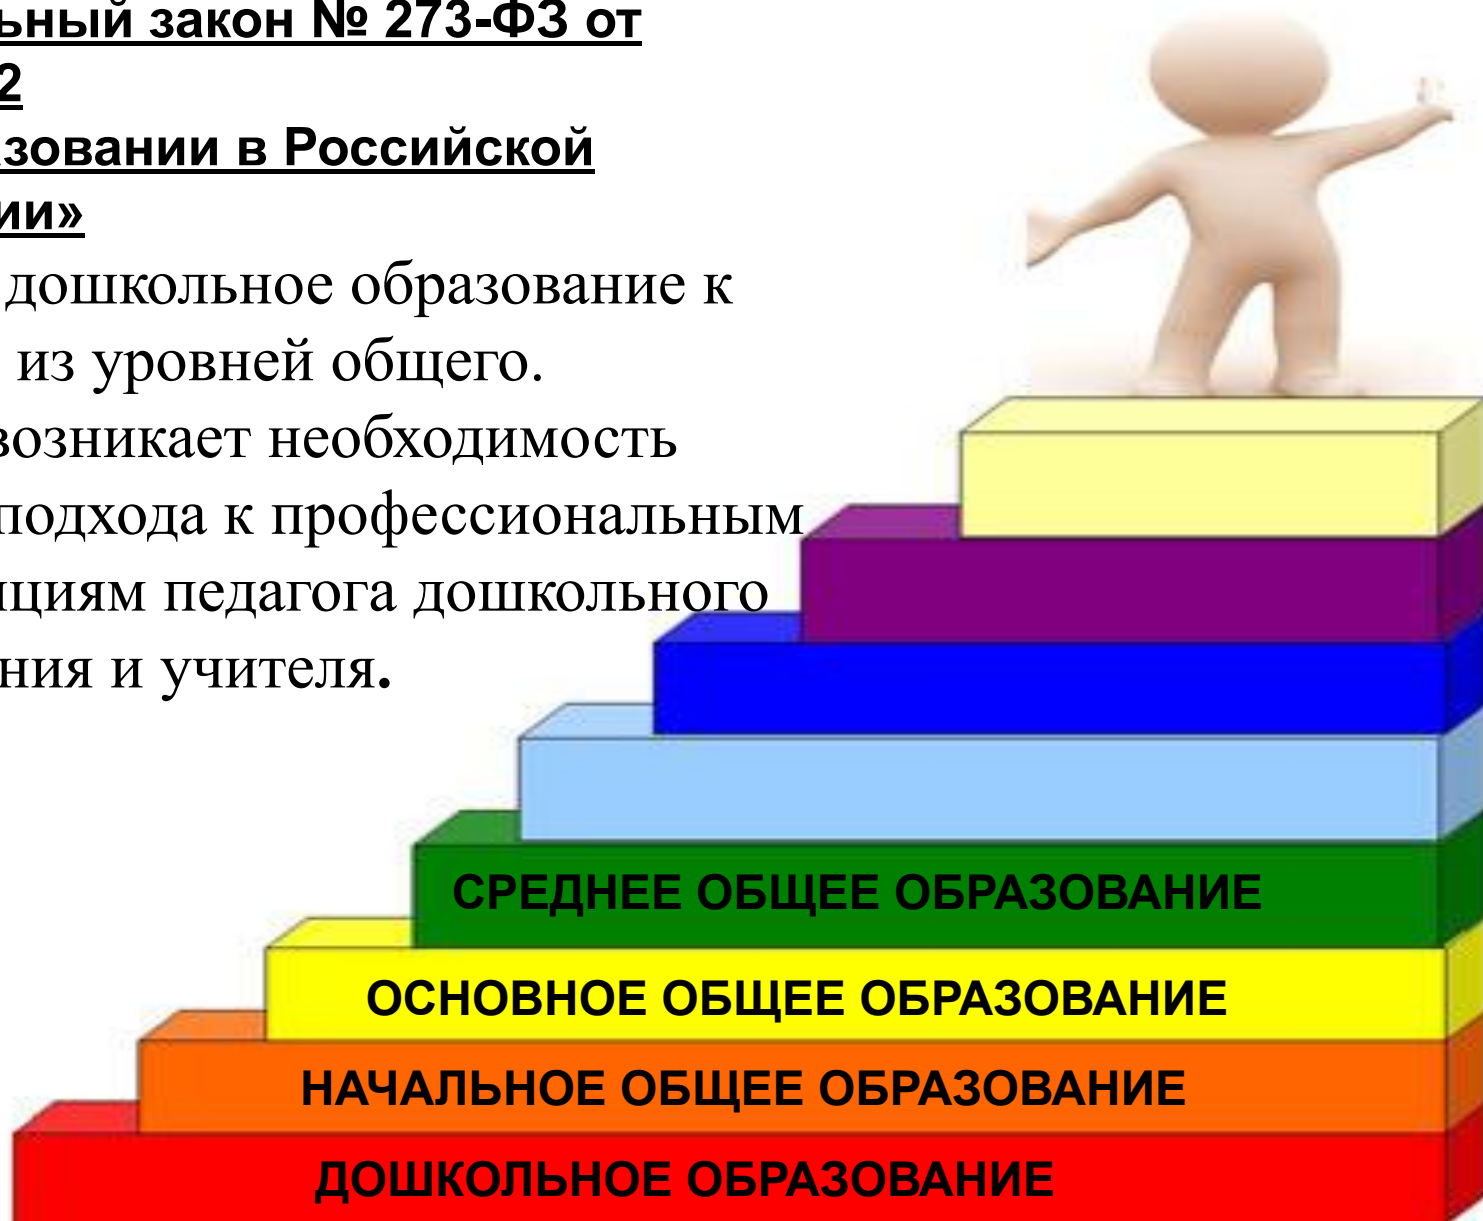 ьный закон № 273-ФЗ от
2
зовании в Российской
ии»
дошкольное образование к
из уровней общего.
возникает необходимость
подхода к профессиональным
циям педагога дошкольного
ния и учителя.
СРЕДНЕЕ ОБЩЕЕ ОБРАЗОВАНИЕ
ОСНОВНОЕ ОБЩЕЕ ОБРАЗОВАНИЕ
НАЧАЛЬНОЕ ОБЩЕЕ ОБРАЗОВАНИЕ
ДОШКОЛЬНОЕ ОБРАЗОВАНИЕ